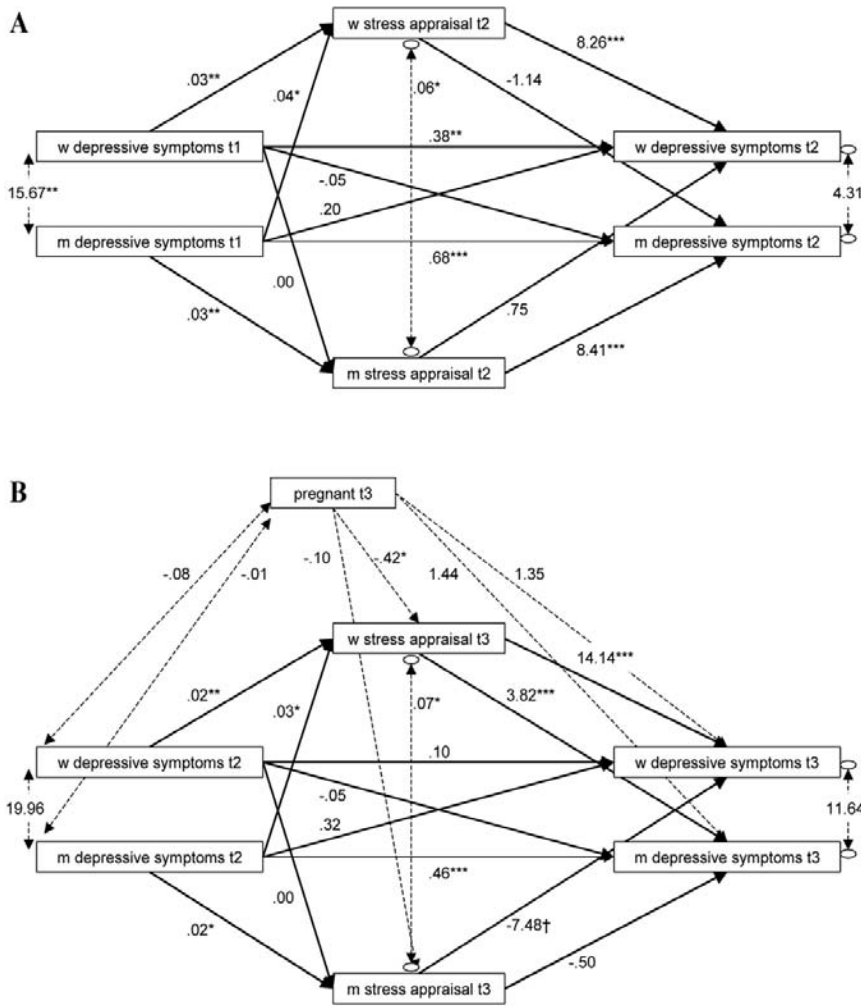 A
w stress appraisal t2
8.26***
.03**
.04*
.06*
-1.14
w depressive symptoms t1
.38**
w depressive symptoms t2
15.67**
-.05
4.31
.20
m depressive symptoms t1
m depressive symptoms t2
.68***
.00
.03**
.75
8.41***
m stress appraisal t2
B
pregnant t3
-.08
-.01
-.10
-.42*
1.44
1.35
w stress appraisal t3
14.14***
.02**
.03*
.07*
3.82***
w depressive symptoms t2
.10
w depressive symptoms t3
19.96
-.05
11.64
.32
m depressive symptoms t2
m depressive symptoms t3
.46***
.00
.02*
-7.48†
-.50
m stress appraisal t3